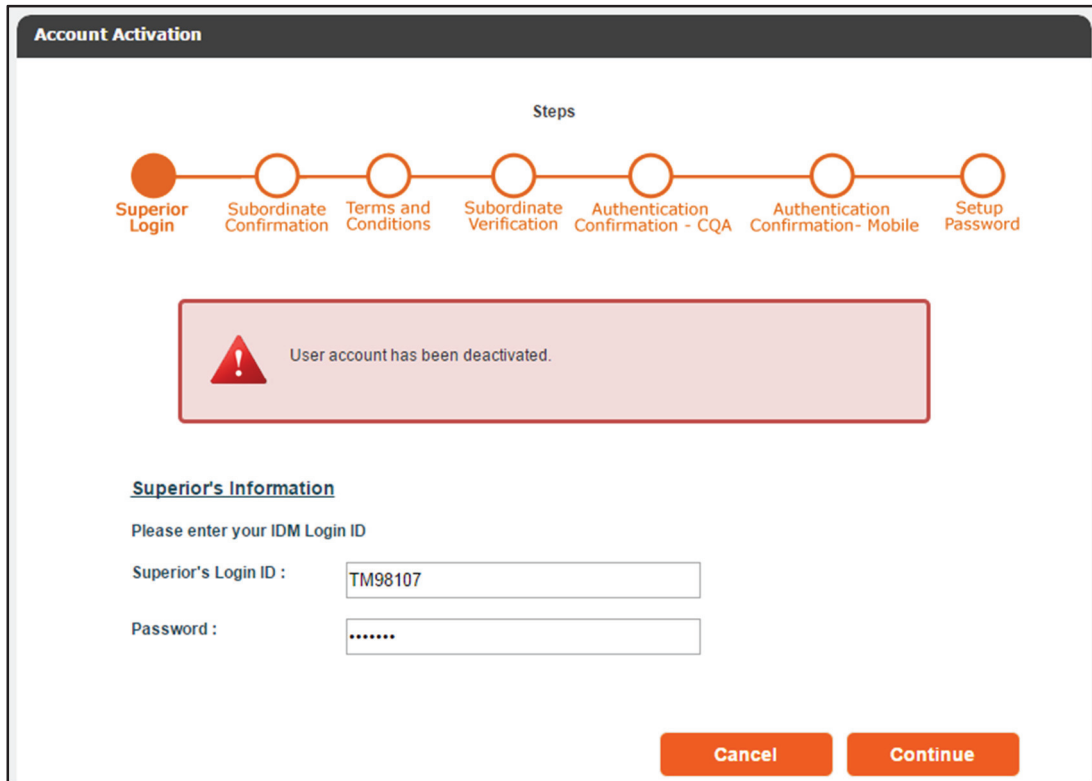 Account Activation
Steps
Superior Login
Subordinate Confirmation
Terms and Conditions
Subordinate Verification
Authentication Confirmation - CQA
Authentication Confirmation- Mobile
Setup Password
User account has been deactivated.
Superior's Information
Please enter your IDM Login ID
Superior's Login ID : TM98107
Password : •••••••
Cancel Continue